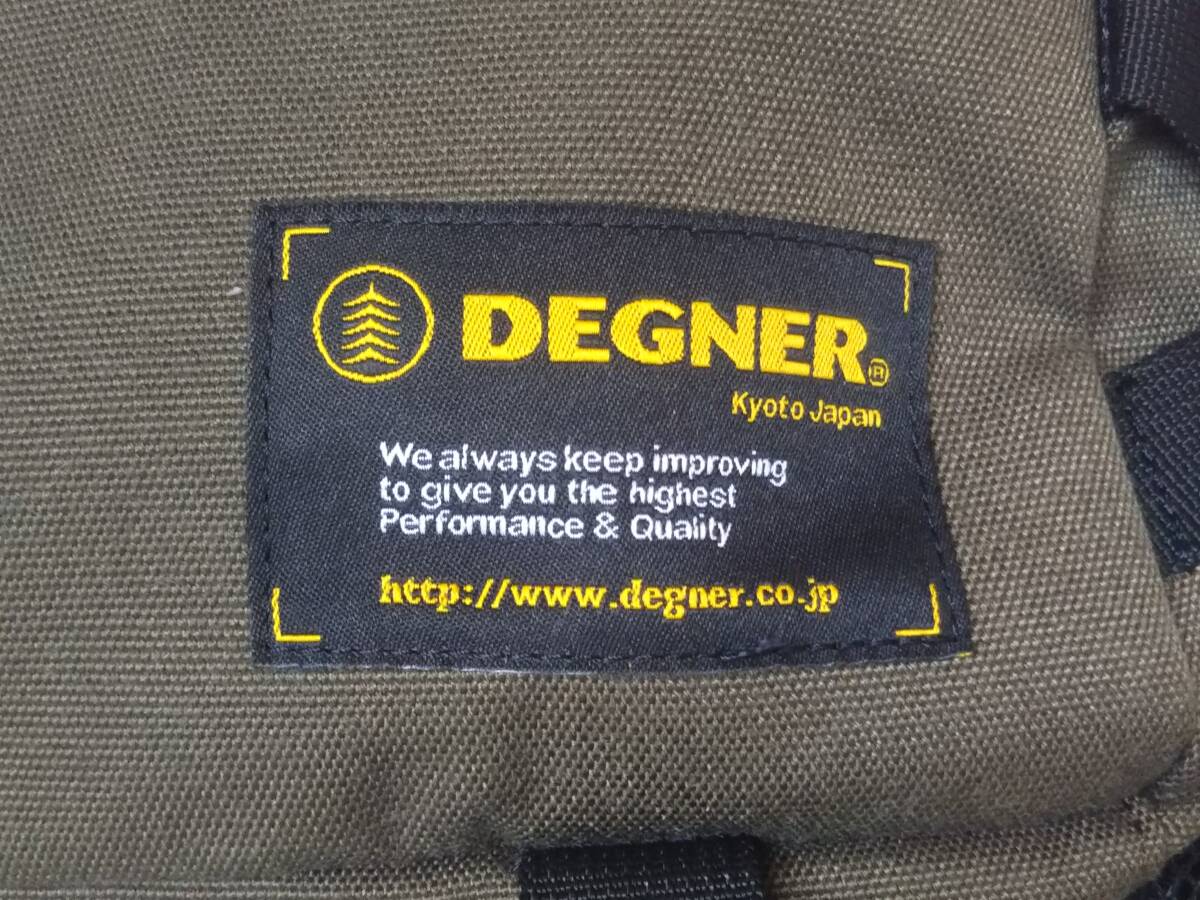 DEGNER®
Kyoto Japan
We always keep improving
to give you the highest
Performance & Quality
http://www.degner.co.jp